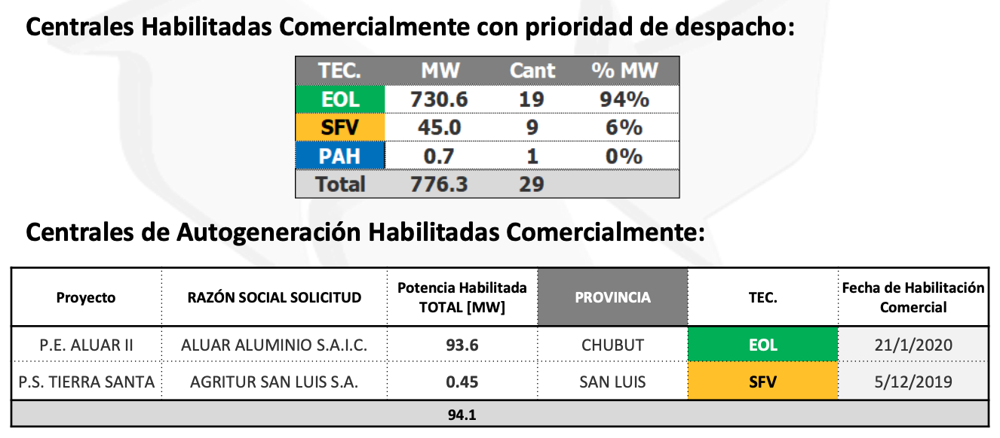 Centrales Habilitadas Comercialmente con prioridad de despacho:
TEC. MW Cant % MW
EOL 730.6 19 94%
SFV 45.0 9 6%
PAH 0.7 1 0%
Total 776.3 29
Centrales de Autogeneración Habilitadas Comercialmente:
Proyecto RAZÓN SOCIAL SOLICITUD Potencia Habilitada TOTAL [MW] PROVINCIA TEC. Fecha de Habilitación Comercial
P.E. ALUAR II ALUAR ALUMINIO S.A.I.C. 93.6 CHUBUT EOL 21/1/2020
P.S. TIERRA SANTA AGRITUR SAN LUIS S.A. 0.45 SAN LUIS SFV 5/12/2019
94.1